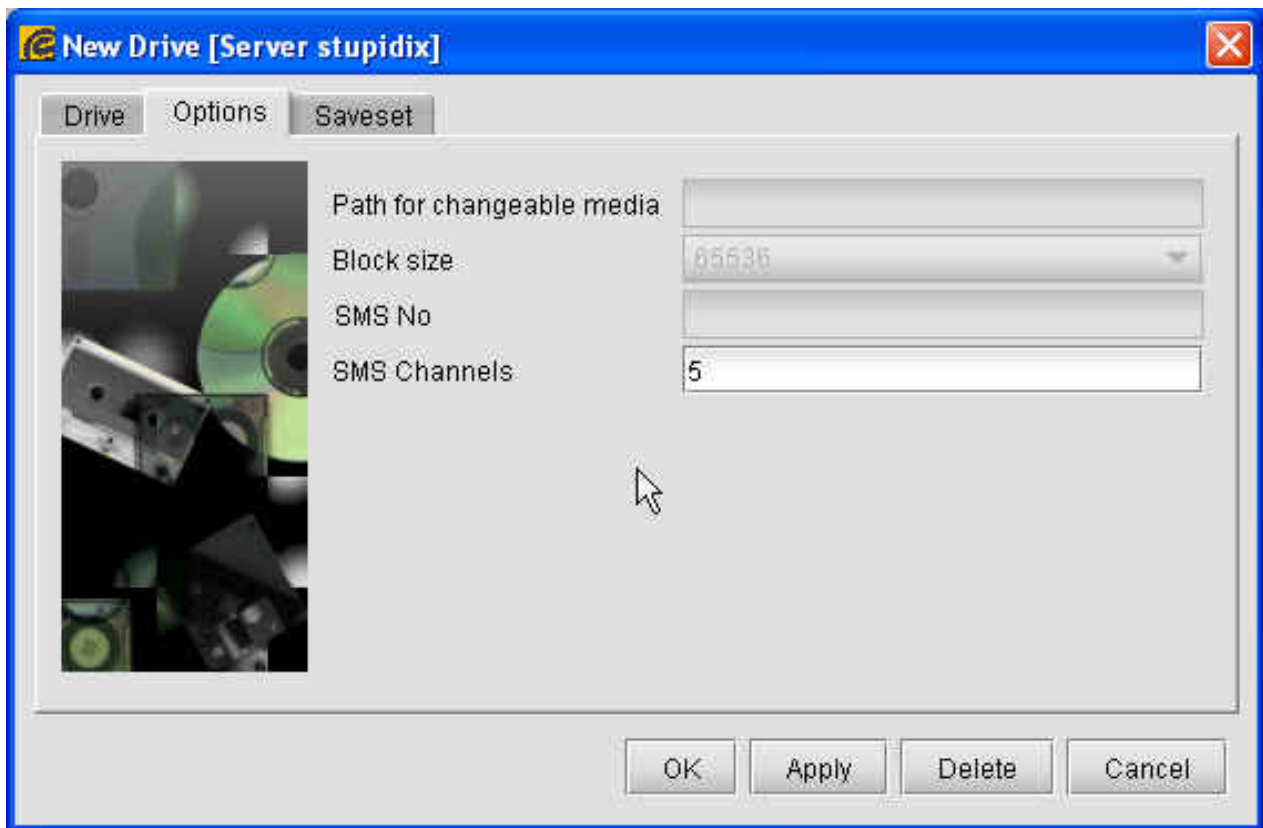 New Drive [Server stupidix]
Drive Options Saveset
Path for changeable media
Block size 65536
SMS No
SMS Channels 5
OK Apply Delete Cancel